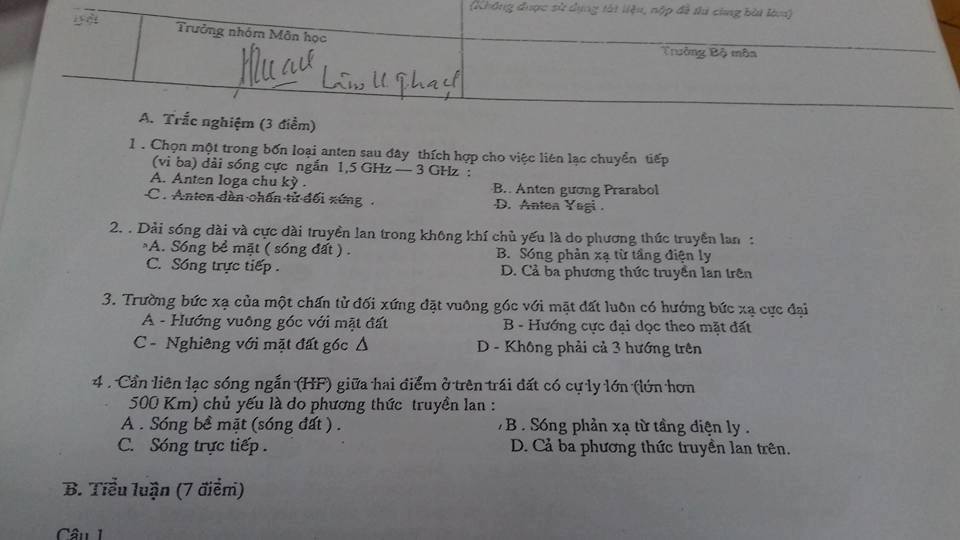 (Không được sử dụng tài liệu, nộp đề thi cùng bài làm)
Trưởng nhóm Môn học
Trưởng Bộ môn
A. Trắc nghiệm (3 điểm)
1 . Chọn một trong bốn loại anten sau đây thích hợp cho việc liên lạc chuyển tiếp
(vi ba) dải sóng cực ngắn 1,5 GHz — 3 GHz :
A. Anten loga chu kỳ .
B. . Anten gương Prarabol
C . Anten dàn chấn tử đối xứng .
D. Anten Yagi .
2. . Dải sóng dài và cực dài truyền lan trong không khí chủ yếu là do phương thức truyền lan :
A. Sóng bề mặt ( sóng đất ) .
B. Sóng phản xạ từ tầng điện ly
C. Sóng trực tiếp .
D. Cả ba phương thức truyền lan trên
3. Trường bức xạ của một chấn tử đối xứng đặt vuông góc với mặt đất luôn có hướng bức xạ cực đại
A - Hướng vuông góc với mặt đất
B - Hướng cực đại dọc theo mặt đất
C - Nghiêng với mặt đất góc Δ
D - Không phải cả 3 hướng trên
4 . Cần liên lạc sóng ngắn (HF) giữa hai điểm ở trên trái đất có cự ly lớn (lớn hơn
500 Km) chủ yếu là do phương thức truyền lan :
A . Sóng bề mặt (sóng đất ) .
B . Sóng phản xạ từ tầng điện ly .
C. Sóng trực tiếp .
D. Cả ba phương thức truyền lan trên.
B. Tiểu luận (7 điểm)
Câu 1